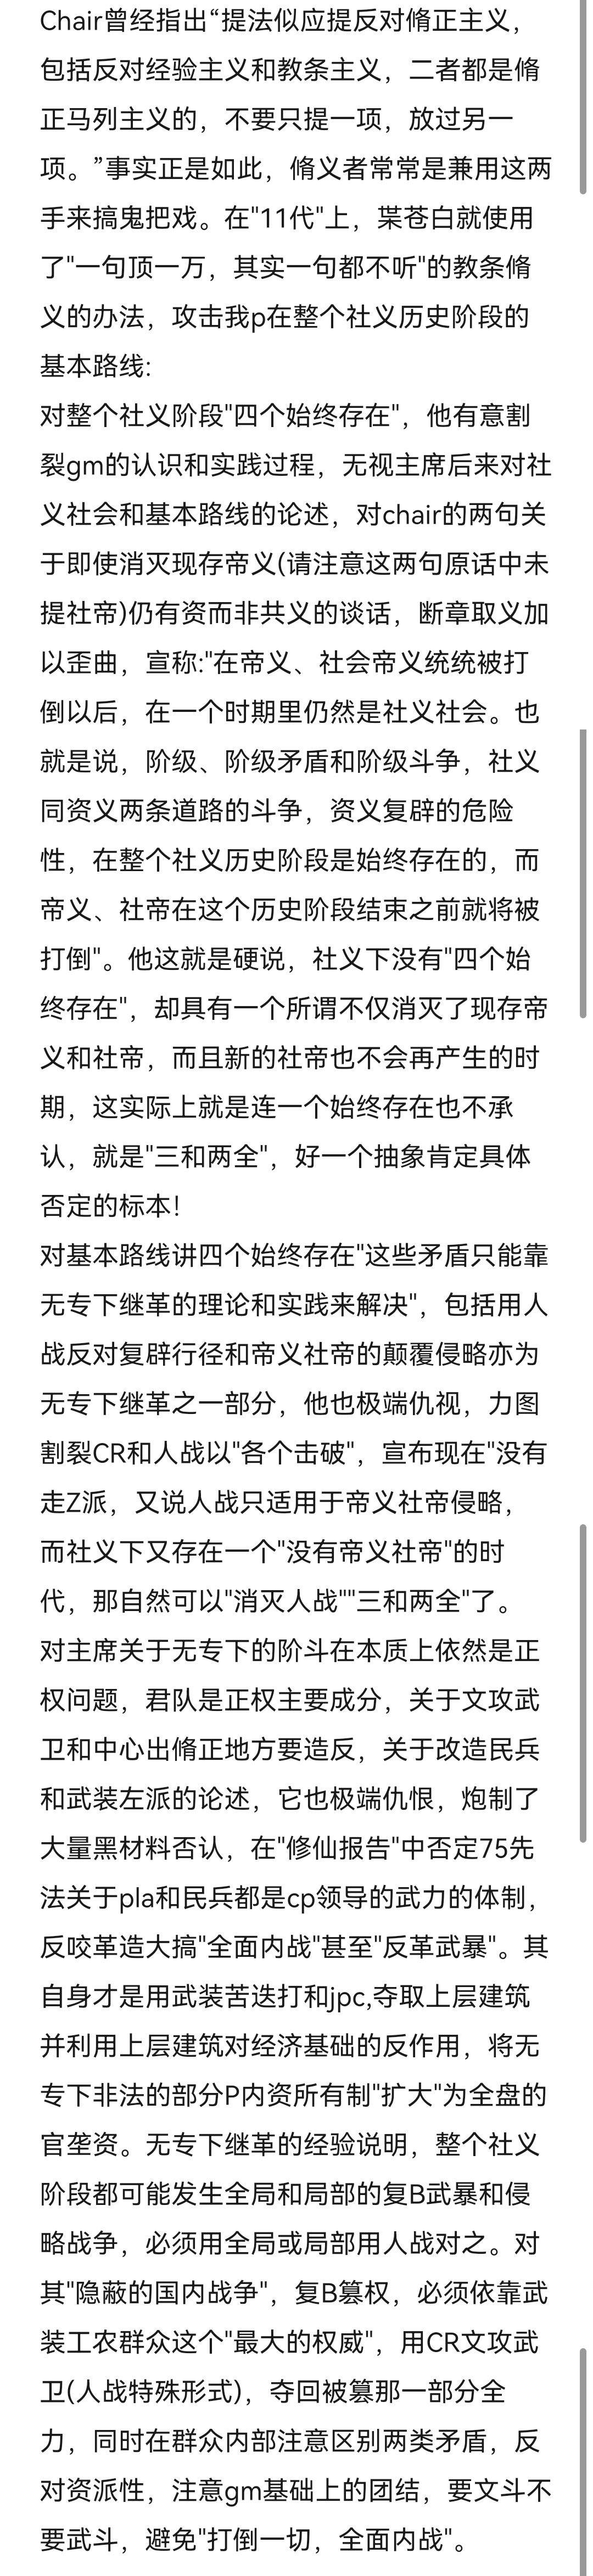 Chair曾经指出“提法似应提反对脩正主义，
包括反对经验主义和教条主义，二者都是脩
正马列主义的，不要只提一项，放过另一
项。”事实正是如此，脩义者常常是兼用这两
手来搞鬼把戏。在"11代"上，枼苍白就使用
了"一句顶一万，其实一句都不听"的教条脩
义的办法，攻击我p在整个社义历史阶段的
基本路线:
对整个社义阶段"四个始终存在"，他有意割
裂gm的认识和实践过程，无视主席后来对社
义社会和基本路线的论述，对chair的两句关
于即使消灭现存帝义(请注意这两句原话中未
提社帝)仍有资而非共义的谈话，断章取义加
以歪曲，宣称:"在帝义、社会帝义统统被打
倒以后，在一个时期里仍然是社义社会。也
就是说，阶级、阶级矛盾和阶级斗争，社义
同资义两条道路的斗争，资义复辟的危险
性，在整个社义历史阶段是始终存在的，而
帝义、社帝在这个历史阶段结束之前就将被
打倒"。他这就是硬说，社义下没有"四个始
终存在"，却具有一个所谓不仅消灭了现存帝
义和社帝，而且新的社帝也不会再产生的时
期，这实际上就是连一个始终存在也不承
认，就是"三和两全"，好一个抽象肯定具体
否定的标本！
对基本路线讲四个始终存在"这些矛盾只能靠
无专下继革的理论和实践来解决"，包括用人
战反对复辟行径和帝义社帝的颠覆侵略亦为
无专下继革之一部分，他也极端仇视，力图
割裂CR和人战以"各个击破"，宣布现在"没有
走Z派，又说人战只适用于帝义社帝侵略，
而社义下又存在一个"没有帝义社帝"的时
代，那自然可以"消灭人战""三和两全"了。
对主席关于无专下的阶斗在本质上依然是正
权问题，君队是正权主要成分，关于文攻武
卫和中心出脩正地方要造反，关于改造民兵
和武装左派的论述，它也极端仇恨，炮制了
大量黑材料否认，在"修仙报告"中否定75先
法关于pla和民兵都是cp领导的武力的体制，
反咬革造大搞"全面内战"甚至"反革武暴"。其
自身才是用武装苦迭打和jpc,夺取上层建筑
并利用上层建筑对经济基础的反作用，将无
专下非法的部分P内资所有制"扩大"为全盘的
官垄资。无专下继革的经验说明，整个社义
阶段都可能发生全局和局部的复B武暴和侵
略战争，必须用全局或局部用人战对之。对
其"隐蔽的国内战争"，复B篡权，必须依靠武
装工农群众这个"最大的权威"，用CR文攻武
卫(人战特殊形式)，夺回被篡那一部分全
力，同时在群众内部注意区别两类矛盾，反
对资派性，注意gm基础上的团结，要文斗不
要武斗，避免"打倒一切，全面内战"。